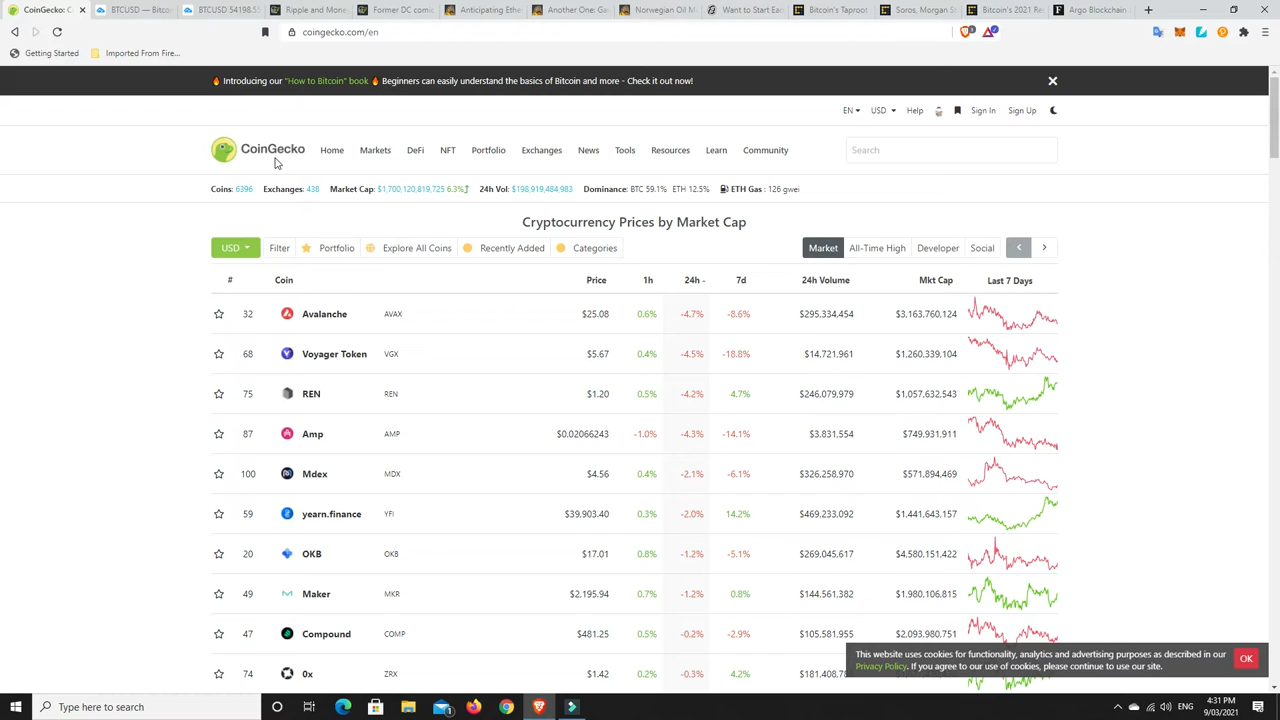 CoinGecko: C
BTCUSD — Bitcoi
BTCUSD 54198.55
Ripple and Mone
Former DC comic
Anticipating Ethe
Another One: Ga
Norwegian Oil M
Want to Start Ea
Bitcoin's Taproot
Soros, Morgan St
Bitcoin's 2021 Re
Argo Blockchain
coingecko.com/en
Getting Started
Imported From Fire...
Introducing our "How to Bitcoin" book Beginners can easily understand the basics of Bitcoin and more - Check it out now!
EN USD Help Sign In Sign Up
CoinGecko Home Markets DeFi NFT Portfolio Exchanges News Tools Resources Learn Community Search
Coins: 6396 Exchanges: 438 Market Cap: $1,700,120,819,725 6.3% 24h Vol: $198,919,484,983 Dominance: BTC 59.1% ETH 12.5% ETH Gas : 126 gwei
Cryptocurrency Prices by Market Cap
USD Filter Portfolio Explore All Coins Recently Added Categories Market All-Time High Developer Social
# Coin Price 1h 24h 7d 24h Volume Mkt Cap Last 7 Days
32 Avalanche AVAX $25.08 0.6% -4.7% -8.6% $295,334,454 $3,163,760,124
68 Voyager Token VGX $5.67 0.4% -4.5% -18.8% $14,721,961 $1,260,339,104
75 REN REN $1.20 0.5% -4.2% 4.7% $246,079,979 $1,057,632,543
87 Amp AMP $0.02066243 -1.0% -4.3% -14.1% $3,831,554 $749,931,911
100 Mdex MDX $4.56 0.4% -2.1% -6.1% $326,258,970 $571,894,469
59 yearn.finance YFI $39,903.40 0.3% -2.0% 14.2% $469,233,092 $1,441,643,157
20 OKB OKB $17.01 0.8% -1.2% -5.1% $269,045,617 $4,580,151,422
49 Maker MKR $2,195.94 0.7% -1.2% 0.8% $144,561,382 $1,980,106,815
47 Compound COMP $481.25 0.5% -0.2% -2.9% $105,581,955 $2,093,980,751
74 0x ZRX $1.42 0.2% -0.3% 4.2% $181,408,78
This website uses cookies for functionality, analytics and advertising purposes as described in our
Privacy Policy. If you agree to our use of cookies, please continue to use our site.
OK
Type here to search
ENG
4:31 PM
9/03/2021